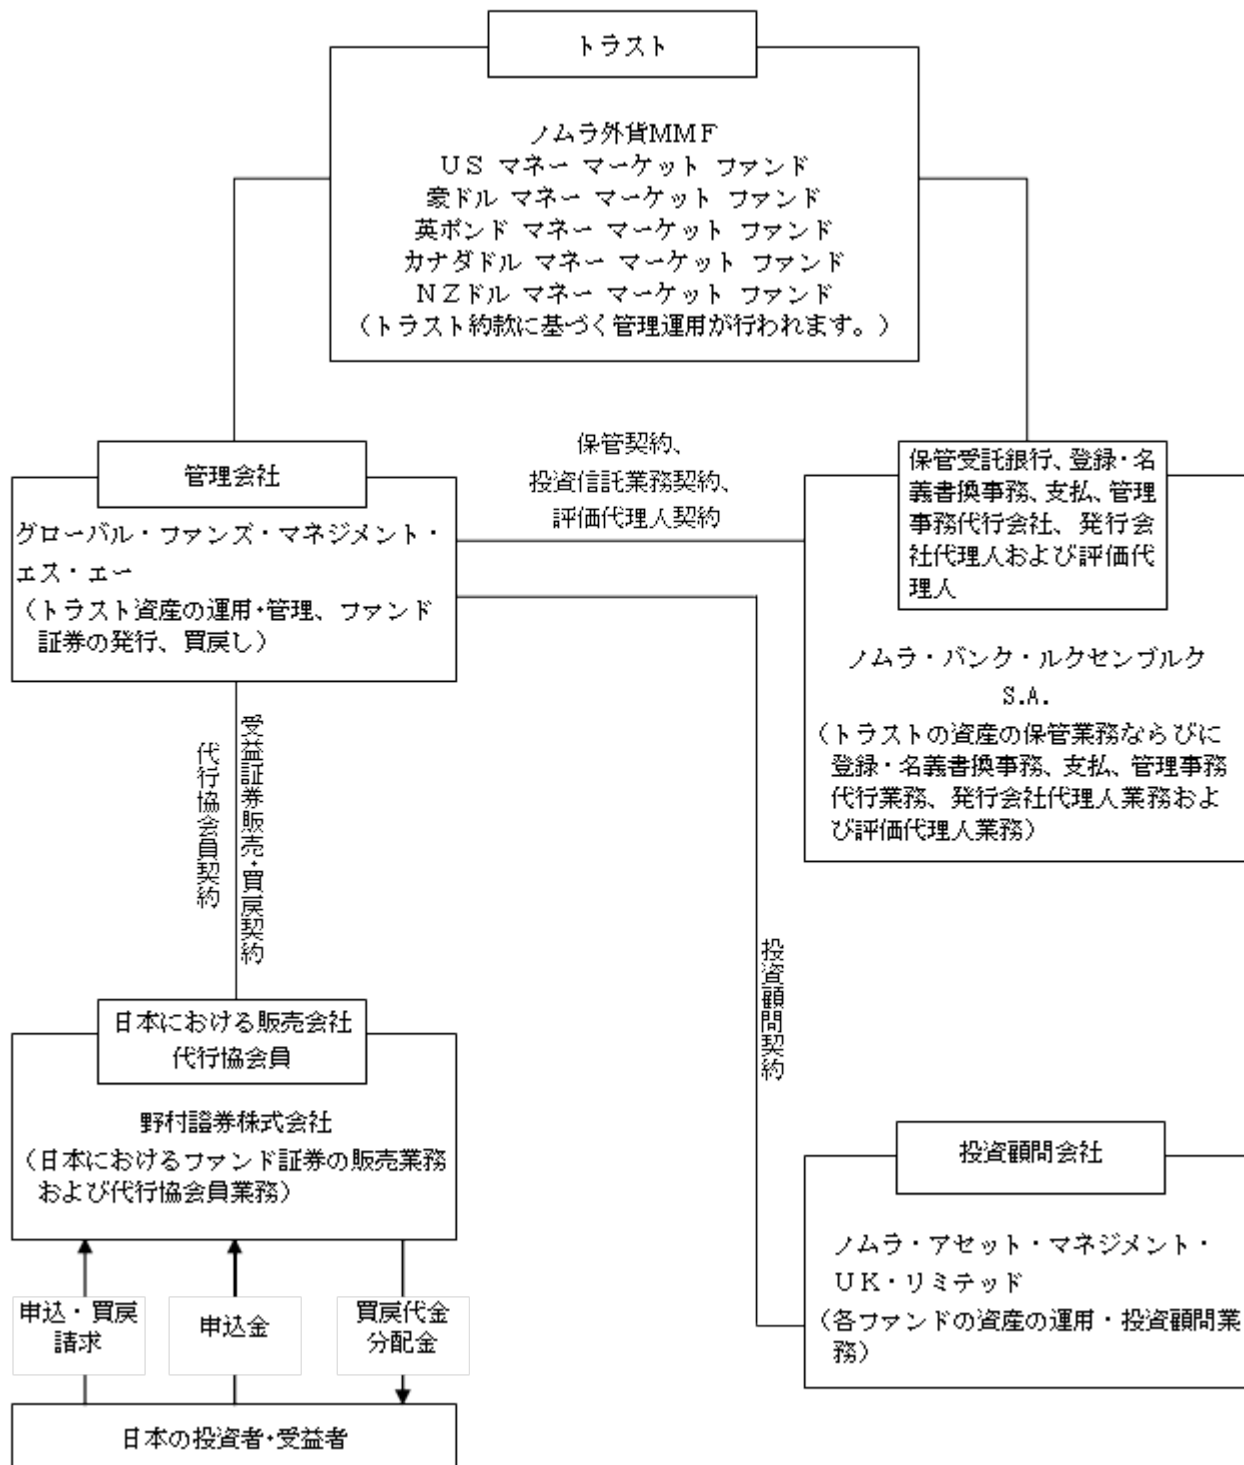 トラスト
ノムラ外貨MMF
US マネー マーケット ファンド
豪ドル マネー マーケット ファンド
英ポンド マネー マーケット ファンド
カナダドル マネー マーケット ファンド
NZドル マネー マーケット ファンド
(トラスト約款に基づく管理運用が行われます。)
管理会社
グローバル・ファンズ・マネジメント・
エス・エー
(トラスト資産の運用・管理、ファンド
証券の発行、買戻し)
保管契約、
投資信託業務契約、
評価代理人契約
保管受託銀行、登録・名
義書換事務、支払、管理
事務代行会社、発行会
社代理人および評価代
理人
ノムラ・バンク・ルクセンブルク
S.A.
(トラストの資産の保管業務ならびに
登録・名義書換事務、支払、管理事務
代行業務、発行会社代理人業務およ
び評価代理人業務)
代行協会員契約
受益証券販売・買戻契約
投資顧問契約
日本における販売会社
代行協会員
野村證券株式会社
(日本におけるファンド証券の販売業務
および代行協会員業務)
投資顧問会社
ノムラ・アセット・マネジメント・
UK・リミテッド
(各ファンドの資産の運用・投資顧問業
務)
申込・買戻
請求
申込金
買戻代金
分配金
日本の投資者・受益者